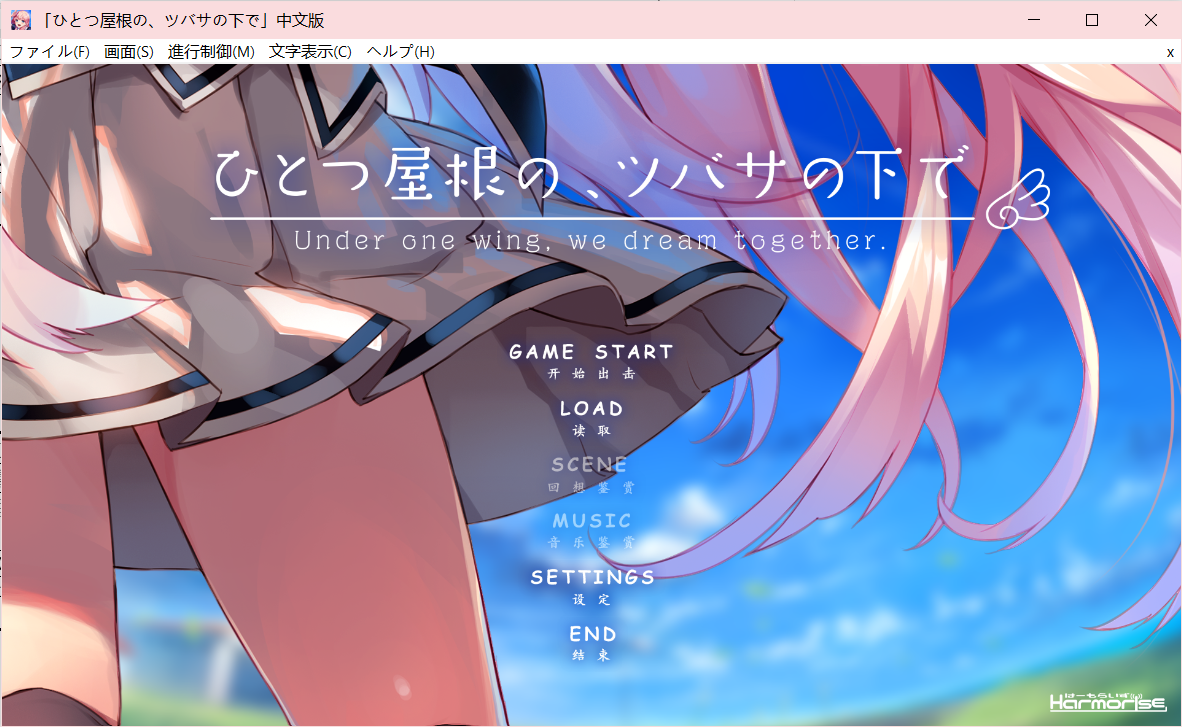 「ひとつ屋根の、ツバサの下で」中文版
ファイル(F) 画面(S) 進行制御(M) 文字表示(C) ヘルプ(H) x
ひとつ屋根の、ツバサの下で
Under one wing, we dream together.
GAME START
开始出击
LOAD
读取
SCENE
回想鉴赏
MUSIC
音乐鉴赏
SETTINGS
设定
END
结束
はーもらいず
Harmorise